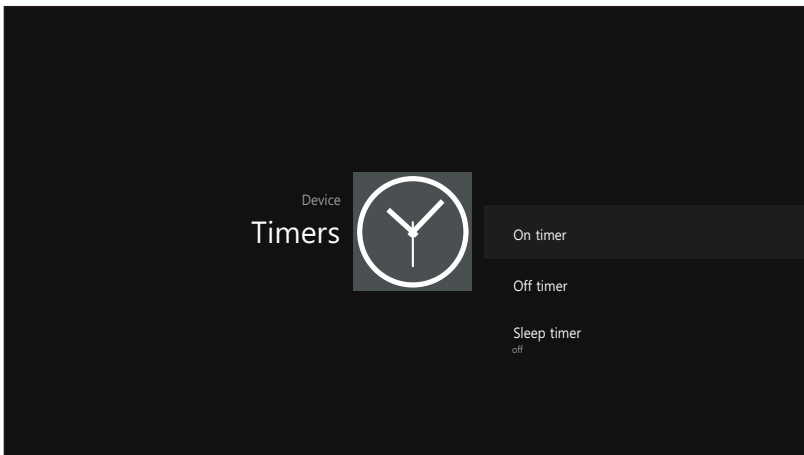 Device
Timers
On timer
Off timer
Sleep timer
off